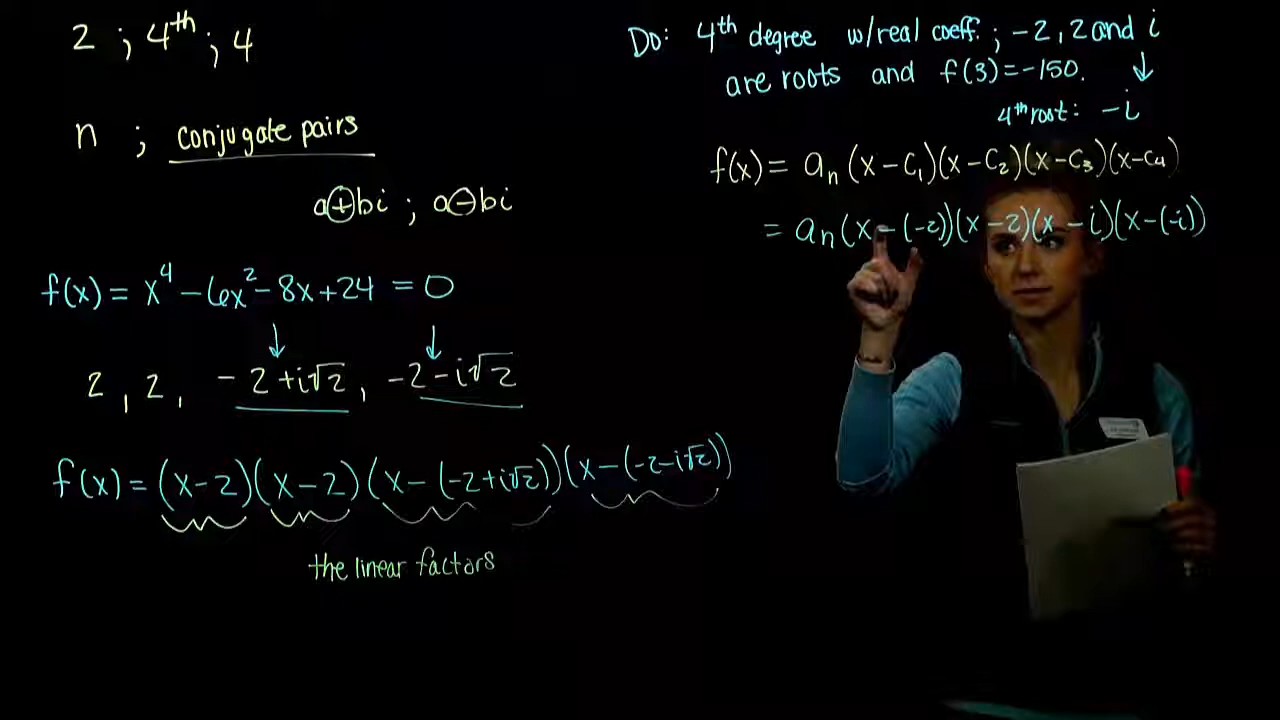 2 ; 4th ; 4
n ; conjugate pairs
a+bi ; a−bi
f(x) = x⁴ − 6x² − 8x + 24 = 0
2 , 2 , −2+i√2 , −2−i√2
f(x) = (x−2)(x−2)(x−(−2+i√2))(x−(−2−i√2))
the linear factors
Do: 4th degree w/real coeff. ; −2, 2 and i
are roots and f(3) = −150.
4th root: −i
f(x) = aₙ(x−c₁)(x−c₂)(x−c₃)(x−c₄)
= aₙ(x−(−2))(x−2)(x−i)(x−(−i))